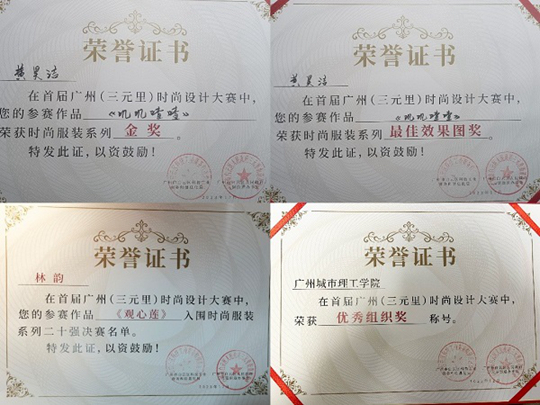 荣誉证书
在首届广州(三元里)时尚设计大赛中,
您的参赛作品《叽叽喳喳》
荣获时尚服装系列 金奖 。
特发此证,以资鼓励!
荣誉证书
在首届广州(三元里)时尚设计大赛中,
您的参赛作品《叽叽喳喳》
荣获时尚服装系列 最佳效果图奖 。
特发此证,以资鼓励!
荣誉证书
林韵
在首届广州(三元里)时尚设计大赛中,
您的参赛作品 《观心莲》 入围时尚服装
系列二十强决赛名单。
特发此证,以资鼓励!
荣誉证书
广州城市理工学院
在首届广州(三元里)时尚设计大赛中,
荣获 优秀组织奖 称号。
特发此证,以资鼓励!